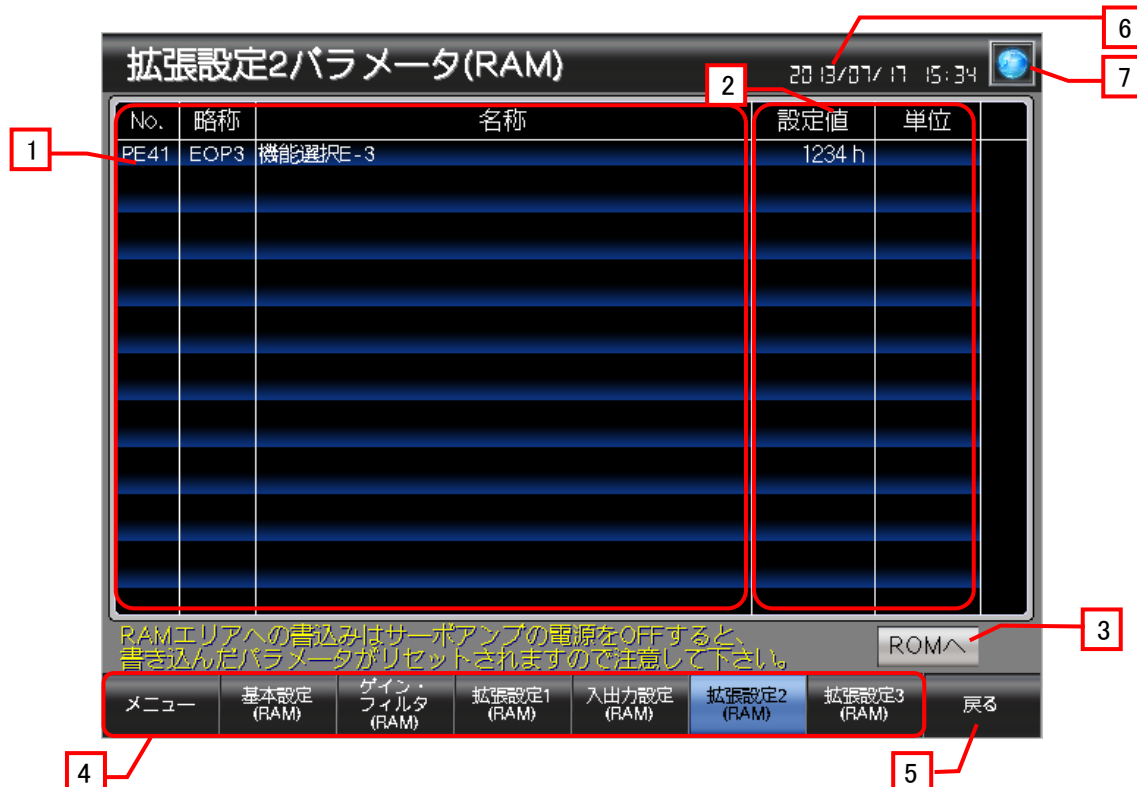 6
拡張設定2パラメータ(RAM)
2013/07/17 15:34
7
2
No. 略称 名称 設定値 単位
1
PE41 EOP3 機能選択E-3 1234 h
RAMエリアへの書込みはサーボアンプの電源をOFFすると、
書き込んだパラメータがリセットされますので注意して下さい。
ROMへ
3
メニュー
基本設定
(RAM)
ゲイン・
フィルタ
(RAM)
拡張設定1
(RAM)
入出力設定
(RAM)
拡張設定2
(RAM)
拡張設定3
(RAM)
戻る
4
5